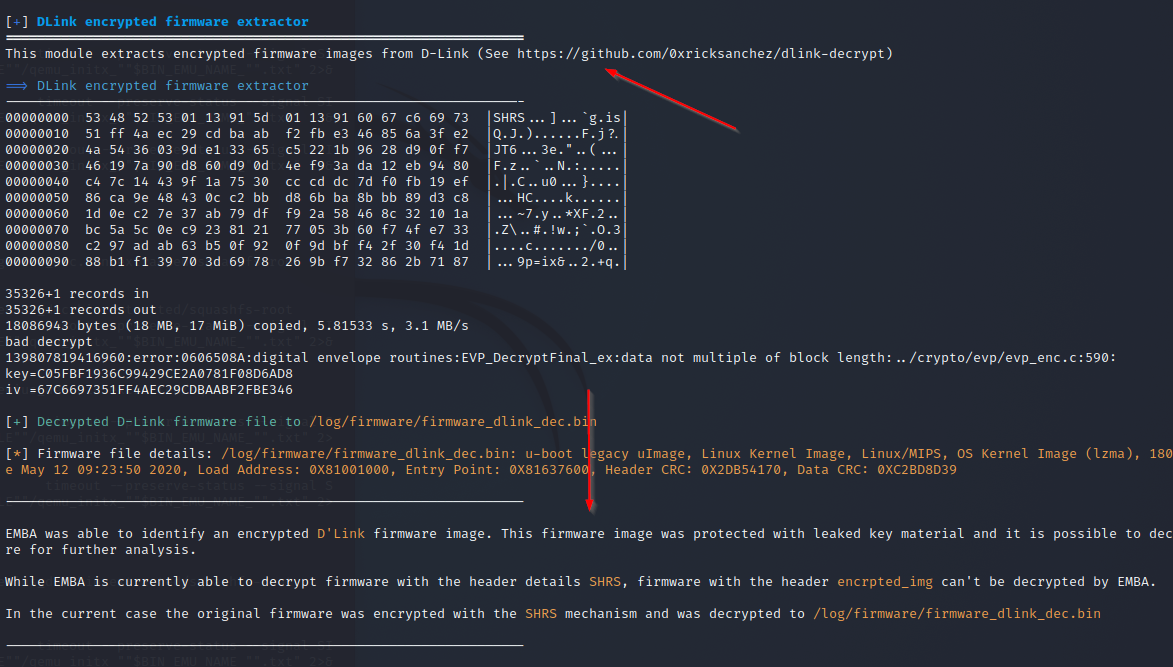 [+] DLink encrypted firmware extractor
This module extracts encrypted firmware images from D-Link (See https://github.com/0xricksanchez/dlink-decrypt)
==> DLink encrypted firmware extractor
00000000  53 48 52 53 01 13 91 5d  01 13 91 60 67 c6 69 73  |SHRS...]...`g.is|
00000010  51 ff 4a ec 29 cd ba ab  f2 fb e3 46 85 6a 3f e2  |Q.J.)......F.j?.|
00000020  4a 54 36 03 9d e1 33 65  c5 22 1b 96 28 d9 0f f7  |JT6...3e."..(...|
00000030  46 19 7a 90 d8 60 d9 0d  4e f9 3a da 12 eb 94 80  |F.z..`..N.:.....|
00000040  c4 7c 14 43 9f 1a 75 30  cc cd dc 7d f0 fb 19 ef  |.|.C..u0...}....|
00000050  86 ca 9e 48 43 0c c2 bb  d8 6b ba 8b bb 89 d3 c8  |...HC....k......|
00000060  1d 0e c2 7e 37 ab 79 df  f9 2a 58 46 8c 32 10 1a  |...~7.y..*XF.2..|
00000070  bc 5a 5c 0e c9 23 81 21  77 05 3b 60 f7 4f e7 33  |.Z\..#.!w.;`.O.3|
00000080  c2 97 ad ab 63 b5 0f 92  0f 9d bf f4 2f 30 f4 1d  |....c......./0..|
00000090  88 b1 f1 39 70 3d 69 78  26 9b f7 32 86 2b 71 87  |...9p=ix&..2.+q.|
35326+1 records in
35326+1 records out
18086943 bytes (18 MB, 17 MiB) copied, 5.81533 s, 3.1 MB/s
bad decrypt
139807819416960:error:0606508A:digital envelope routines:EVP_DecryptFinal_ex:data not multiple of block length:../crypto/evp/evp_enc.c:590:
key=C05FBF1936C99429CE2A0781F08D6AD8
iv =67C6697351FF4AEC29CDBAABF2FBE346
[+] Decrypted D-Link firmware file to /log/firmware/firmware_dlink_dec.bin
[*] Firmware file details: /log/firmware/firmware_dlink_dec.bin: u-boot legacy uImage, Linux Kernel Image, Linux/MIPS, OS Kernel Image (lzma), 180
e May 12 09:23:50 2020, Load Address: 0X81001000, Entry Point: 0X81637600, Header CRC: 0X2DB54170, Data CRC: 0XC2BD8D39
EMBA was able to identify an encrypted D'Link firmware image. This firmware image was protected with leaked key material and it is possible to dec
re for further analysis.
While EMBA is currently able to decrypt firmware with the header details SHRS, firmware with the header encrpted_img can't be decrypted by EMBA.
In the current case the original firmware was encrypted with the SHRS mechanism and was decrypted to /log/firmware/firmware_dlink_dec.bin